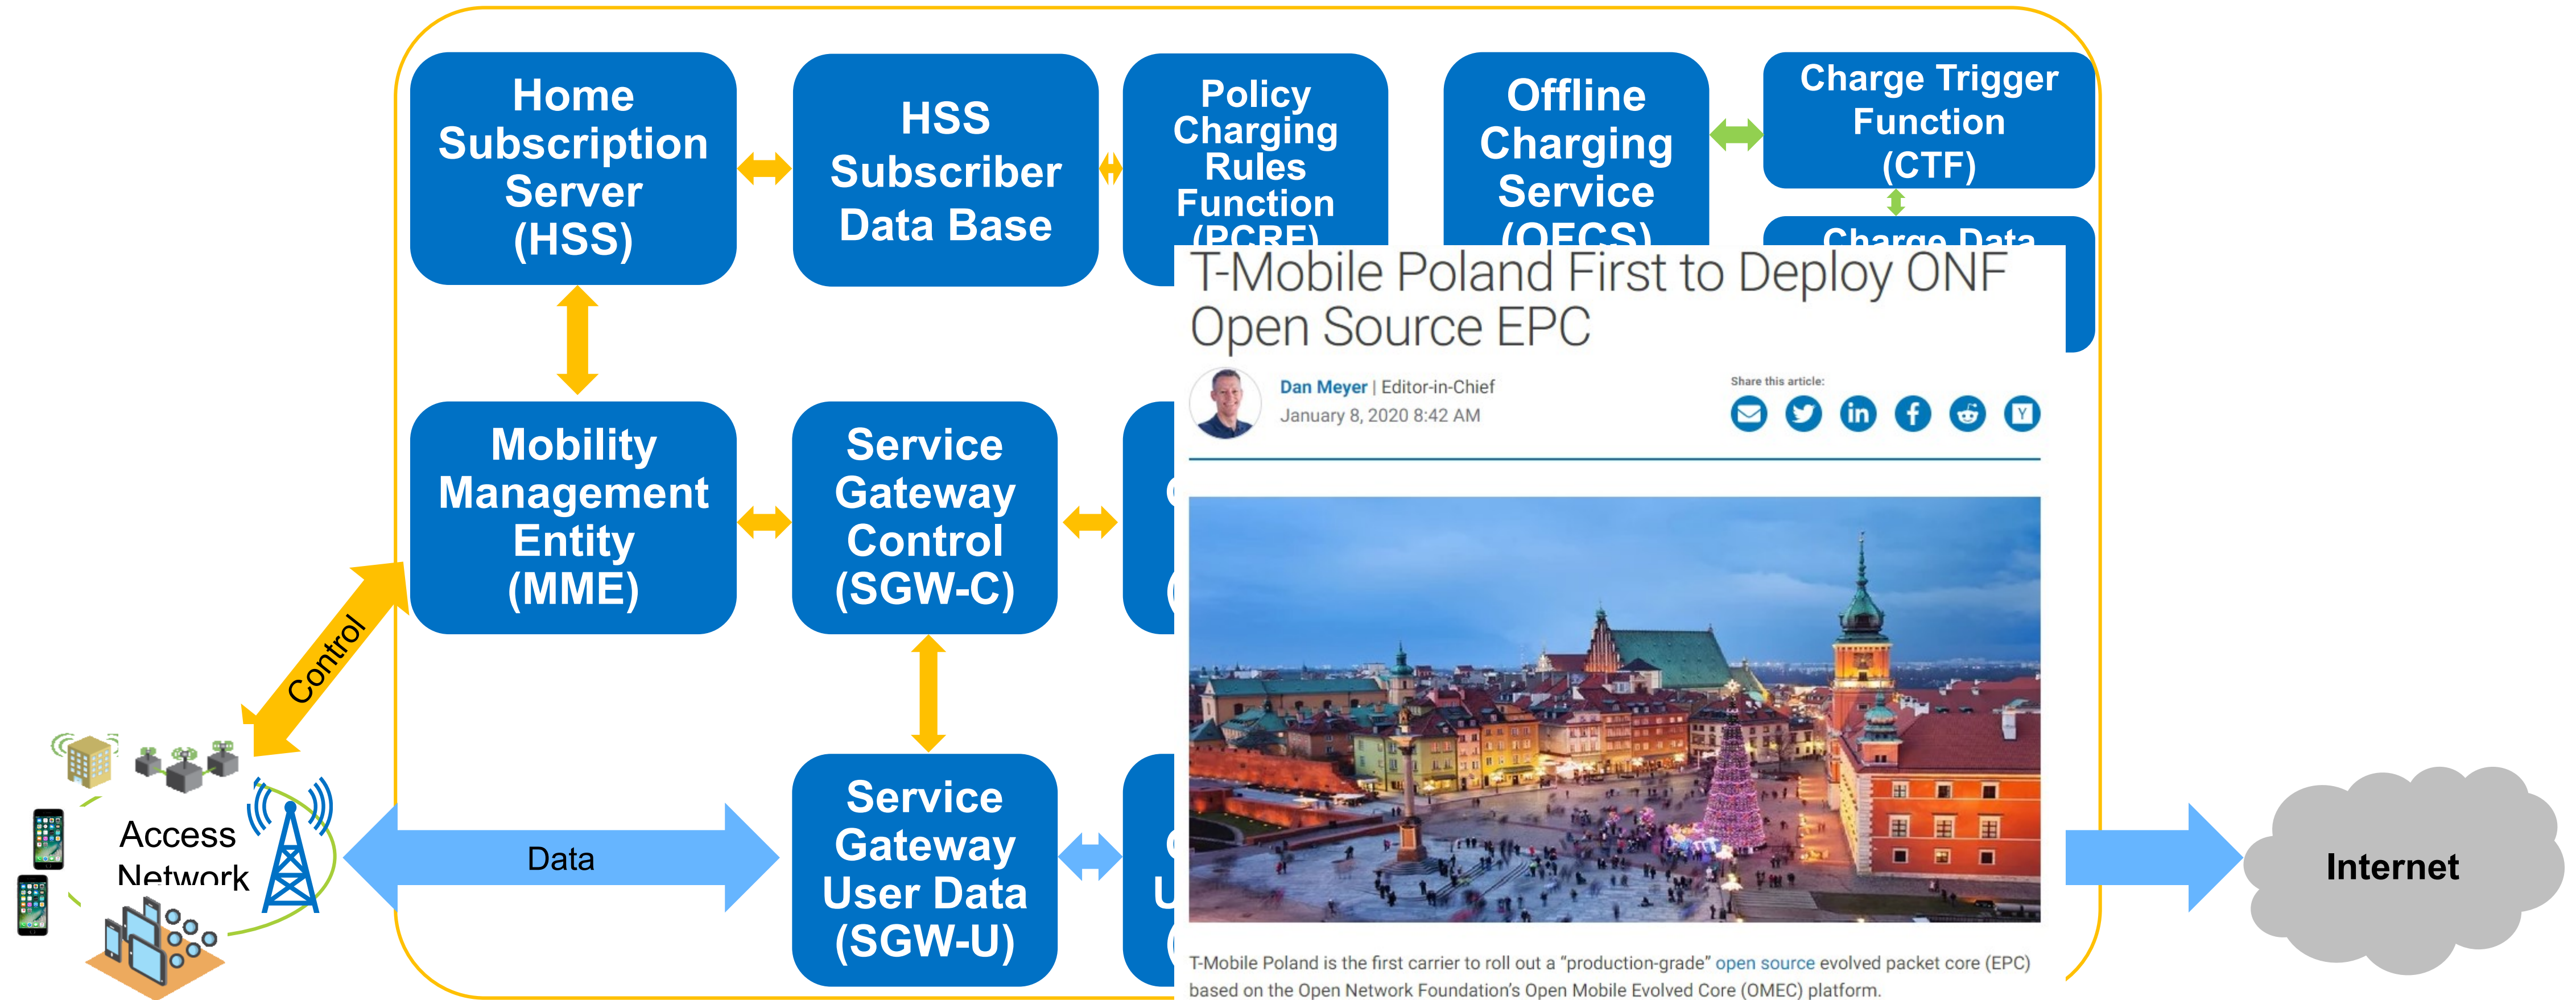 Home
Subscription
Server
(HSS)
HSS
Subscriber
Data Base
Policy
Charging
Rules
Function
(PCRF)
Offline
Charging
Service
(OFCS)
Charge Trigger
Function
(CTF)
Charge Data
T-Mobile Poland First to Deploy ONF
Open Source EPC
Dan Meyer | Editor-in-Chief
January 8, 2020 8:42 AM
Share this article:
Mobility
Management
Entity
(MME)
Service
Gateway
Control
(SGW-C)
Control
Service
Gateway
User Data
(SGW-U)
Access
Network
Data
Internet
T-Mobile Poland is the first carrier to roll out a “production-grade” open source evolved packet core (EPC)
based on the Open Network Foundation’s Open Mobile Evolved Core (OMEC) platform.